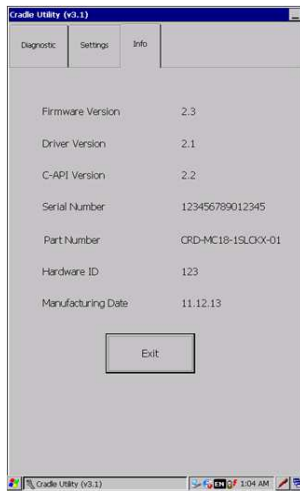 Cradle Utility (v3.1)
Diagnostic Settings Info
Firmware Version 2.3
Driver Version 2.1
C-API Version 2.2
Serial Number 123456789012345
Part Number CRD-MC18-1SLCKX-01
Hardware ID 123
Manufacturing Date 11.12.13
Exit
Cradle Utility (v3.1) EN 1:04 AM